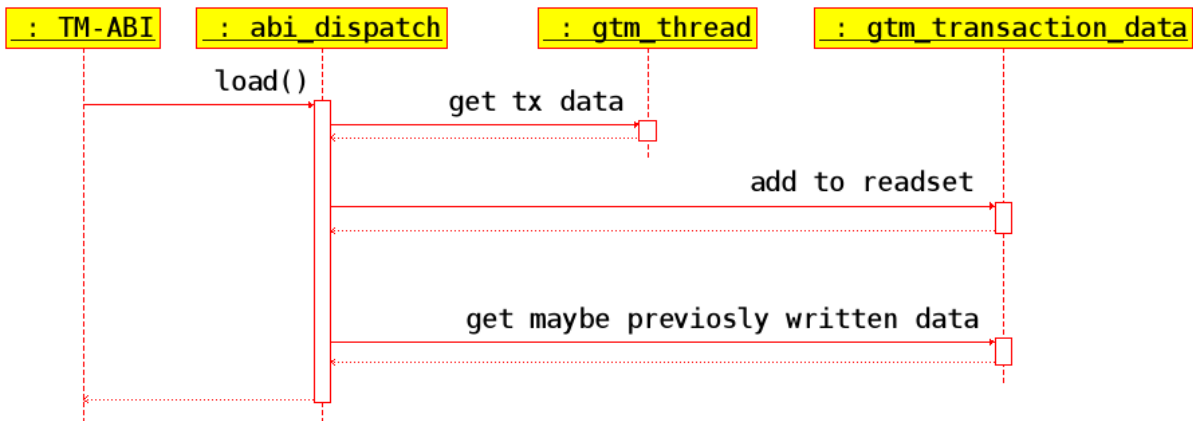 : TM-ABI
: abi_dispatch
: gtm_thread
: gtm_transaction_data
load()
get tx data
add to readset
get maybe previosly written data